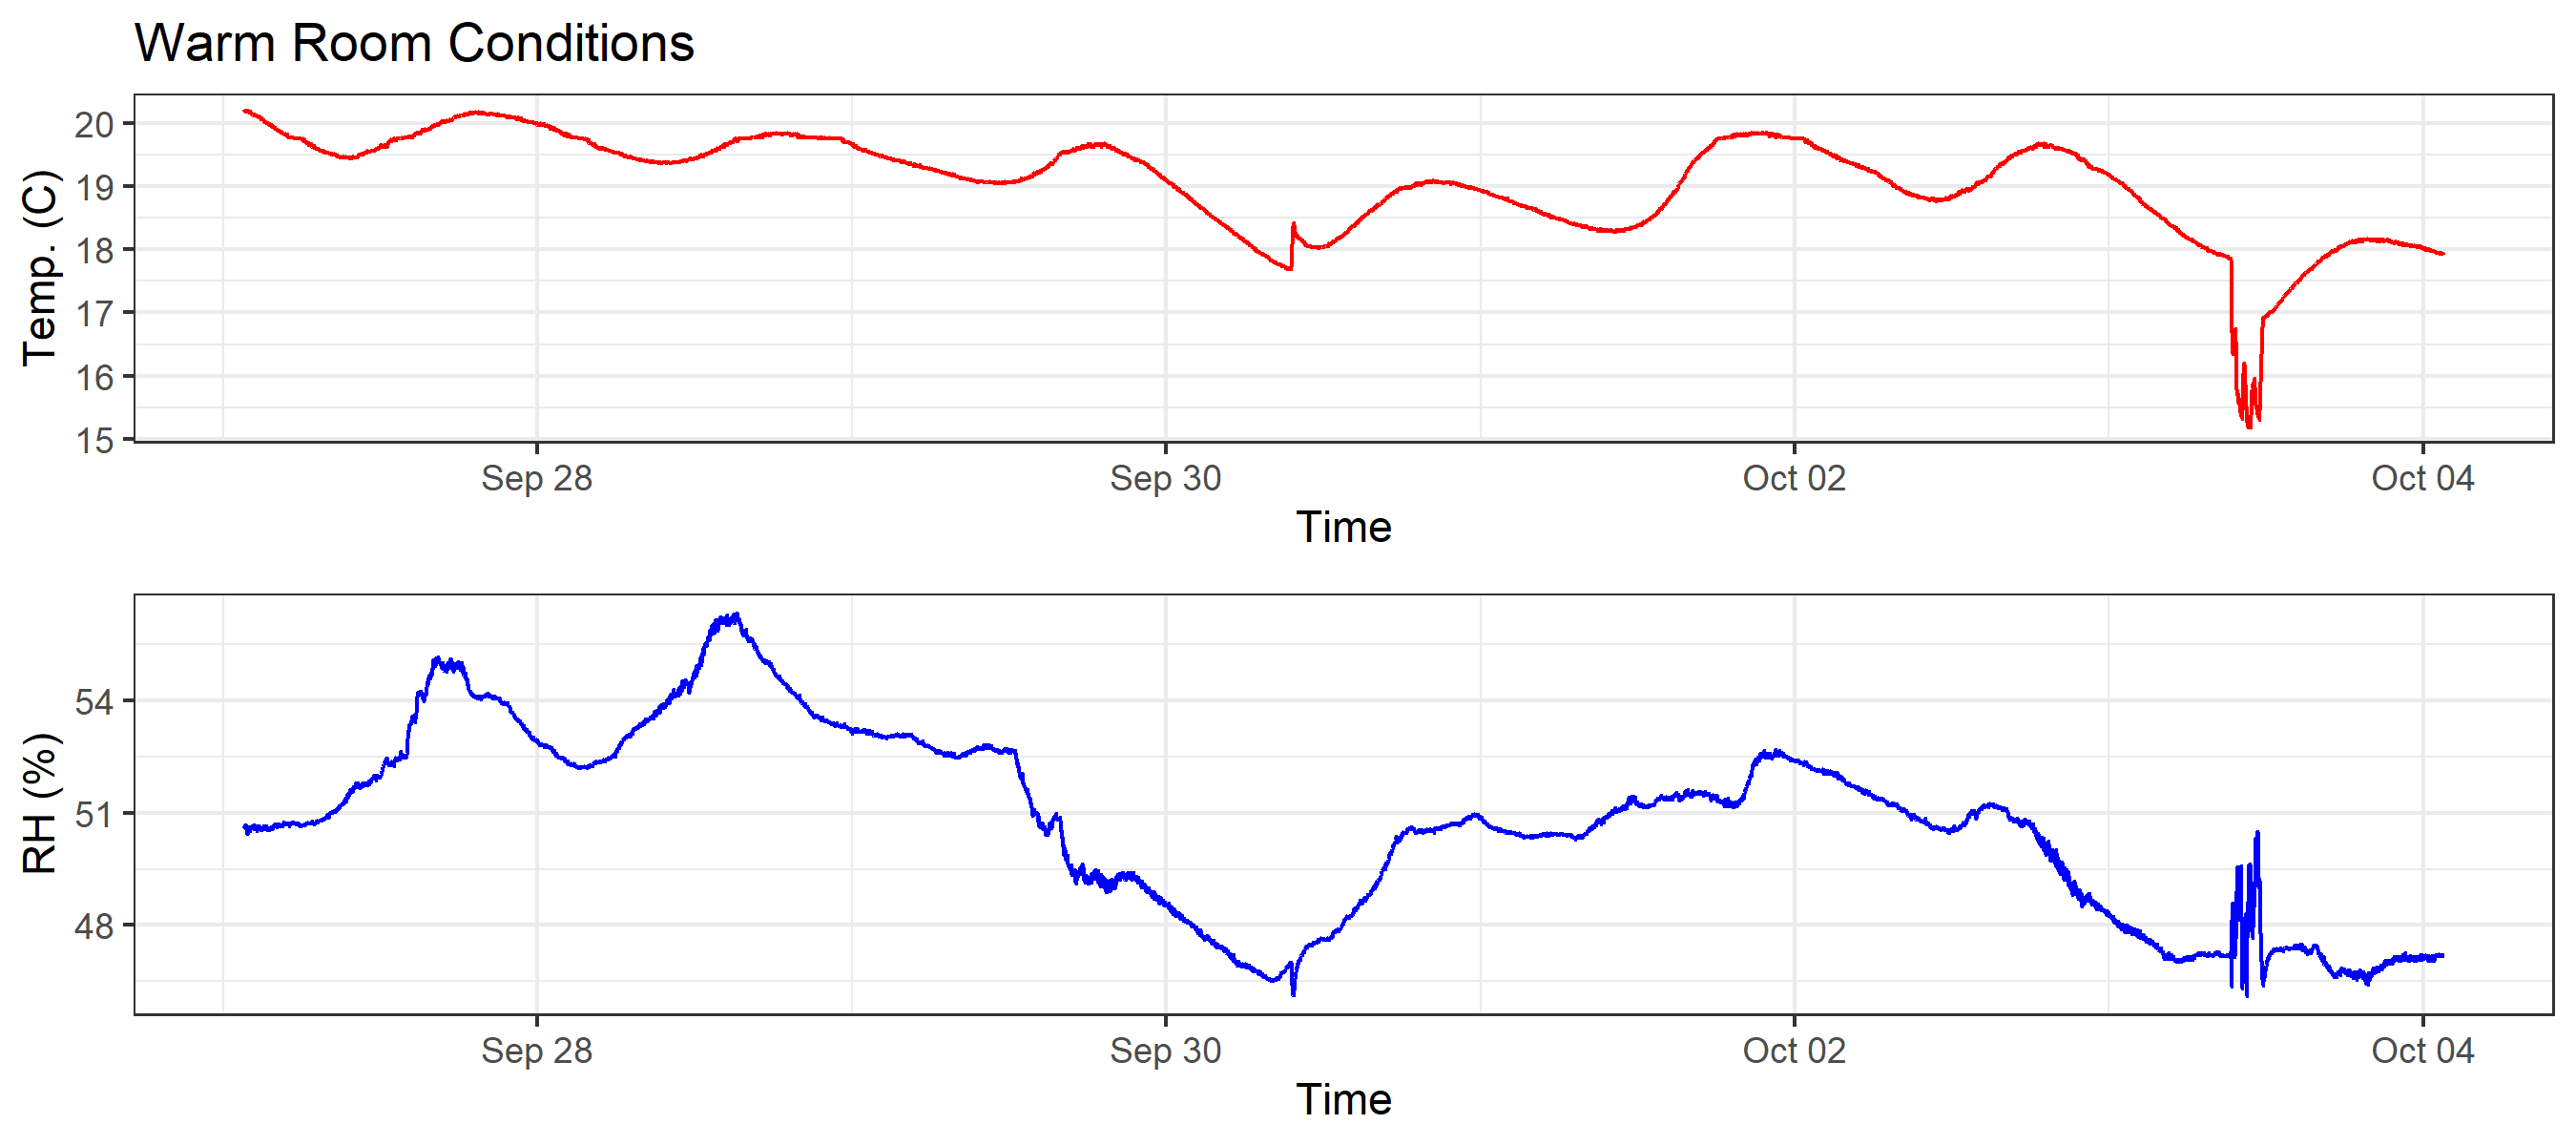 Warm Room Conditions
20
19
18
17
16
15
Temp. (C)
Sep 28 Sep 30 Oct 02 Oct 04
Time
54
51
48
RH (%)
Sep 28 Sep 30 Oct 02 Oct 04
Time